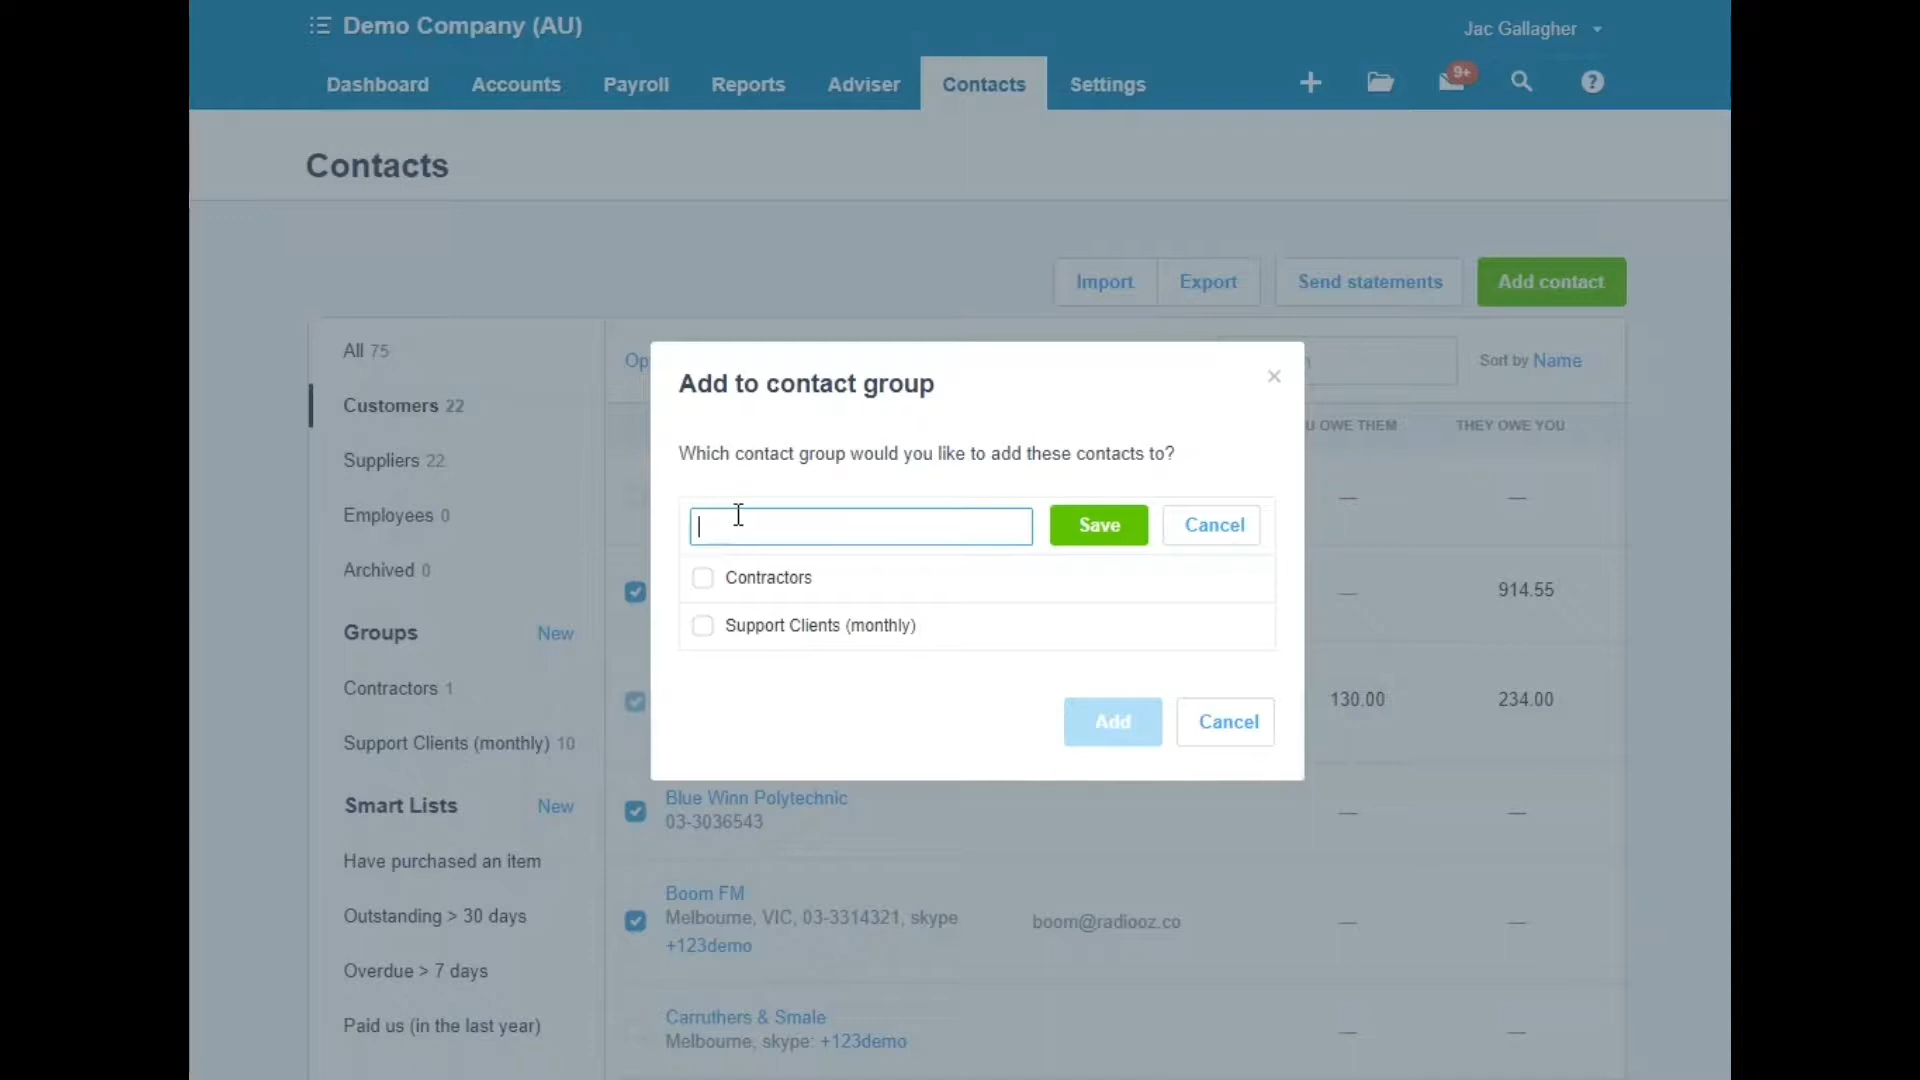 Demo Company (AU)
Jac Gallagher
Dashboard Accounts Payroll Reports Adviser Contacts Settings
9+
?
Contacts
Import Export Send statements Add contact
All 75
Customers 22
Suppliers 22
Employees 0
Archived 0
Groups New
Contractors 1
Support Clients (monthly) 10
Smart Lists New
Have purchased an item
Outstanding > 30 days
Overdue > 7 days
Paid us (in the last year)
Sort by Name
OWE THEM THEY OWE YOU
Add to contact group
×
Which contact group would you like to add these contacts to?
Save Cancel
Contractors
Support Clients (monthly)
Add Cancel
— —
— 914.55
130.00 234.00
Blue Winn Polytechnic
03-3036543
— —
Boom FM
Melbourne, VIC, 03-3314321, skype
+123demo
boom@radiooz.co
— —
Carruthers & Smale
Melbourne, skype: +123demo
— —